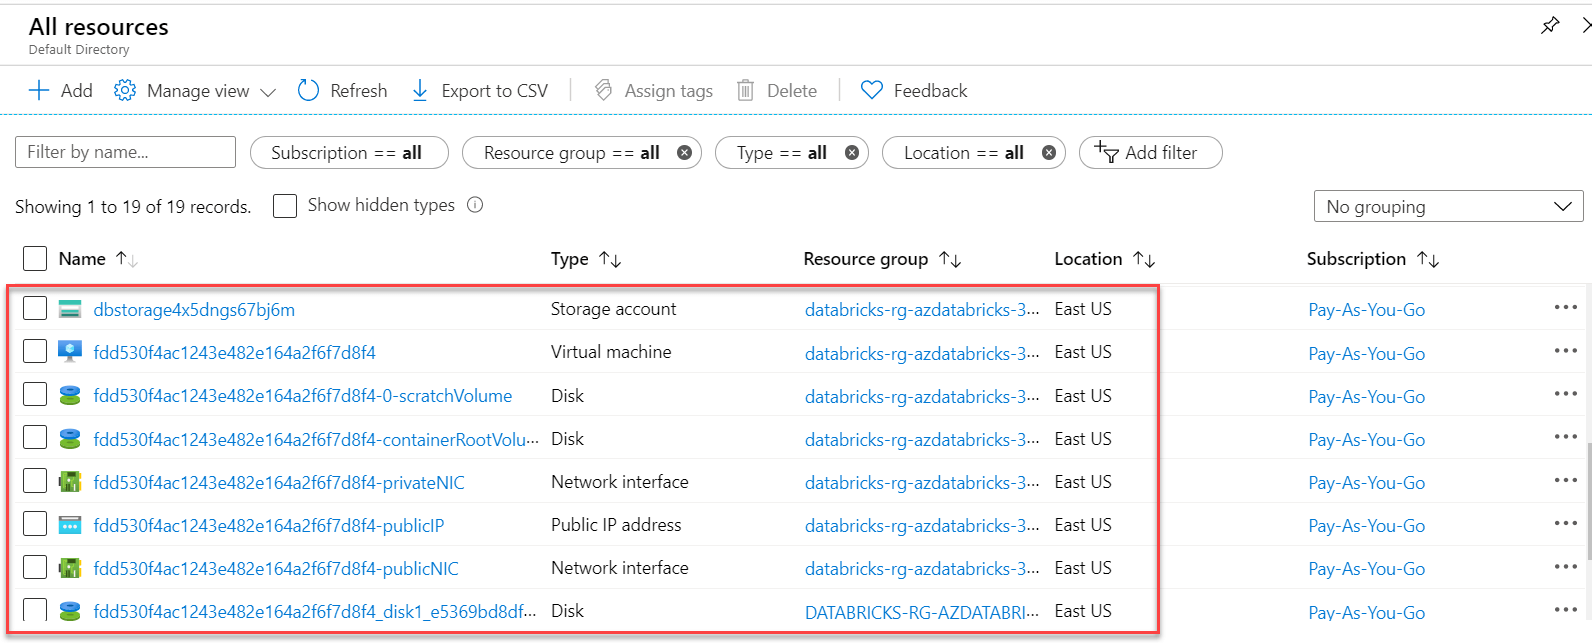 All resources
Default Directory
Add Manage view Refresh Export to CSV Assign tags Delete Feedback
Filter by name... Subscription == all Resource group == all Type == all Location == all Add filter
Showing 1 to 19 of 19 records. Show hidden types No grouping
Name Type Resource group Location Subscription
dbstorage4x5dngs67bj6m Storage account databricks-rg-azdatabricks-3... East US Pay-As-You-Go
fdd530f4ac1243e482e164a2f6f7d8f4 Virtual machine databricks-rg-azdatabricks-3... East US Pay-As-You-Go
fdd530f4ac1243e482e164a2f6f7d8f4-0-scratchVolume Disk databricks-rg-azdatabricks-3... East US Pay-As-You-Go
fdd530f4ac1243e482e164a2f6f7d8f4-containerRootVolu... Disk databricks-rg-azdatabricks-3... East US Pay-As-You-Go
fdd530f4ac1243e482e164a2f6f7d8f4-privateNIC Network interface databricks-rg-azdatabricks-3... East US Pay-As-You-Go
fdd530f4ac1243e482e164a2f6f7d8f4-publicIP Public IP address databricks-rg-azdatabricks-3... East US Pay-As-You-Go
fdd530f4ac1243e482e164a2f6f7d8f4-publicNIC Network interface databricks-rg-azdatabricks-3... East US Pay-As-You-Go
fdd530f4ac1243e482e164a2f6f7d8f4_disk1_e5369bd8df... Disk DATABRICKS-RG-AZDATABRI... East US Pay-As-You-Go